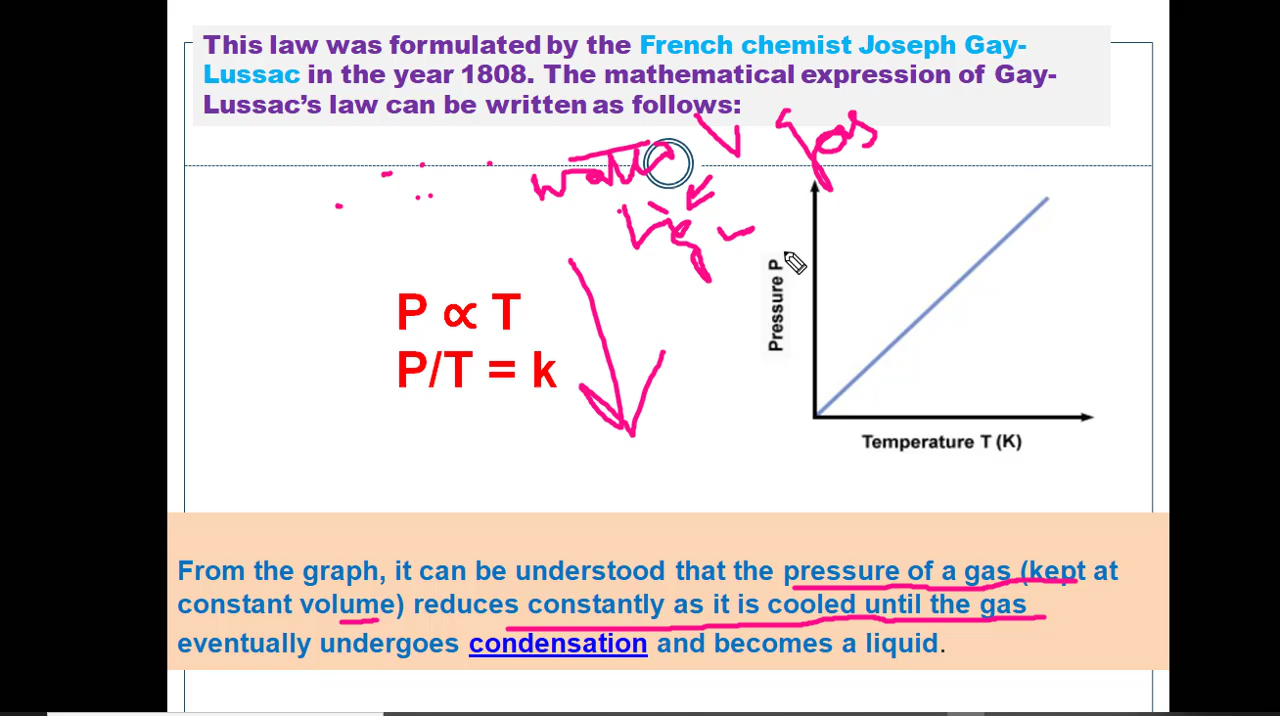 This law was formulated by the French chemist Joseph Gay-
Lussac in the year 1808. The mathematical expression of Gay-
Lussac’s law can be written as follows:
V gas
P ∝ T
P/T = k
Pressure P
Temperature T (K)
From the graph, it can be understood that the pressure of a gas (kept at
constant volume) reduces constantly as it is cooled until the gas
eventually undergoes condensation and becomes a liquid.